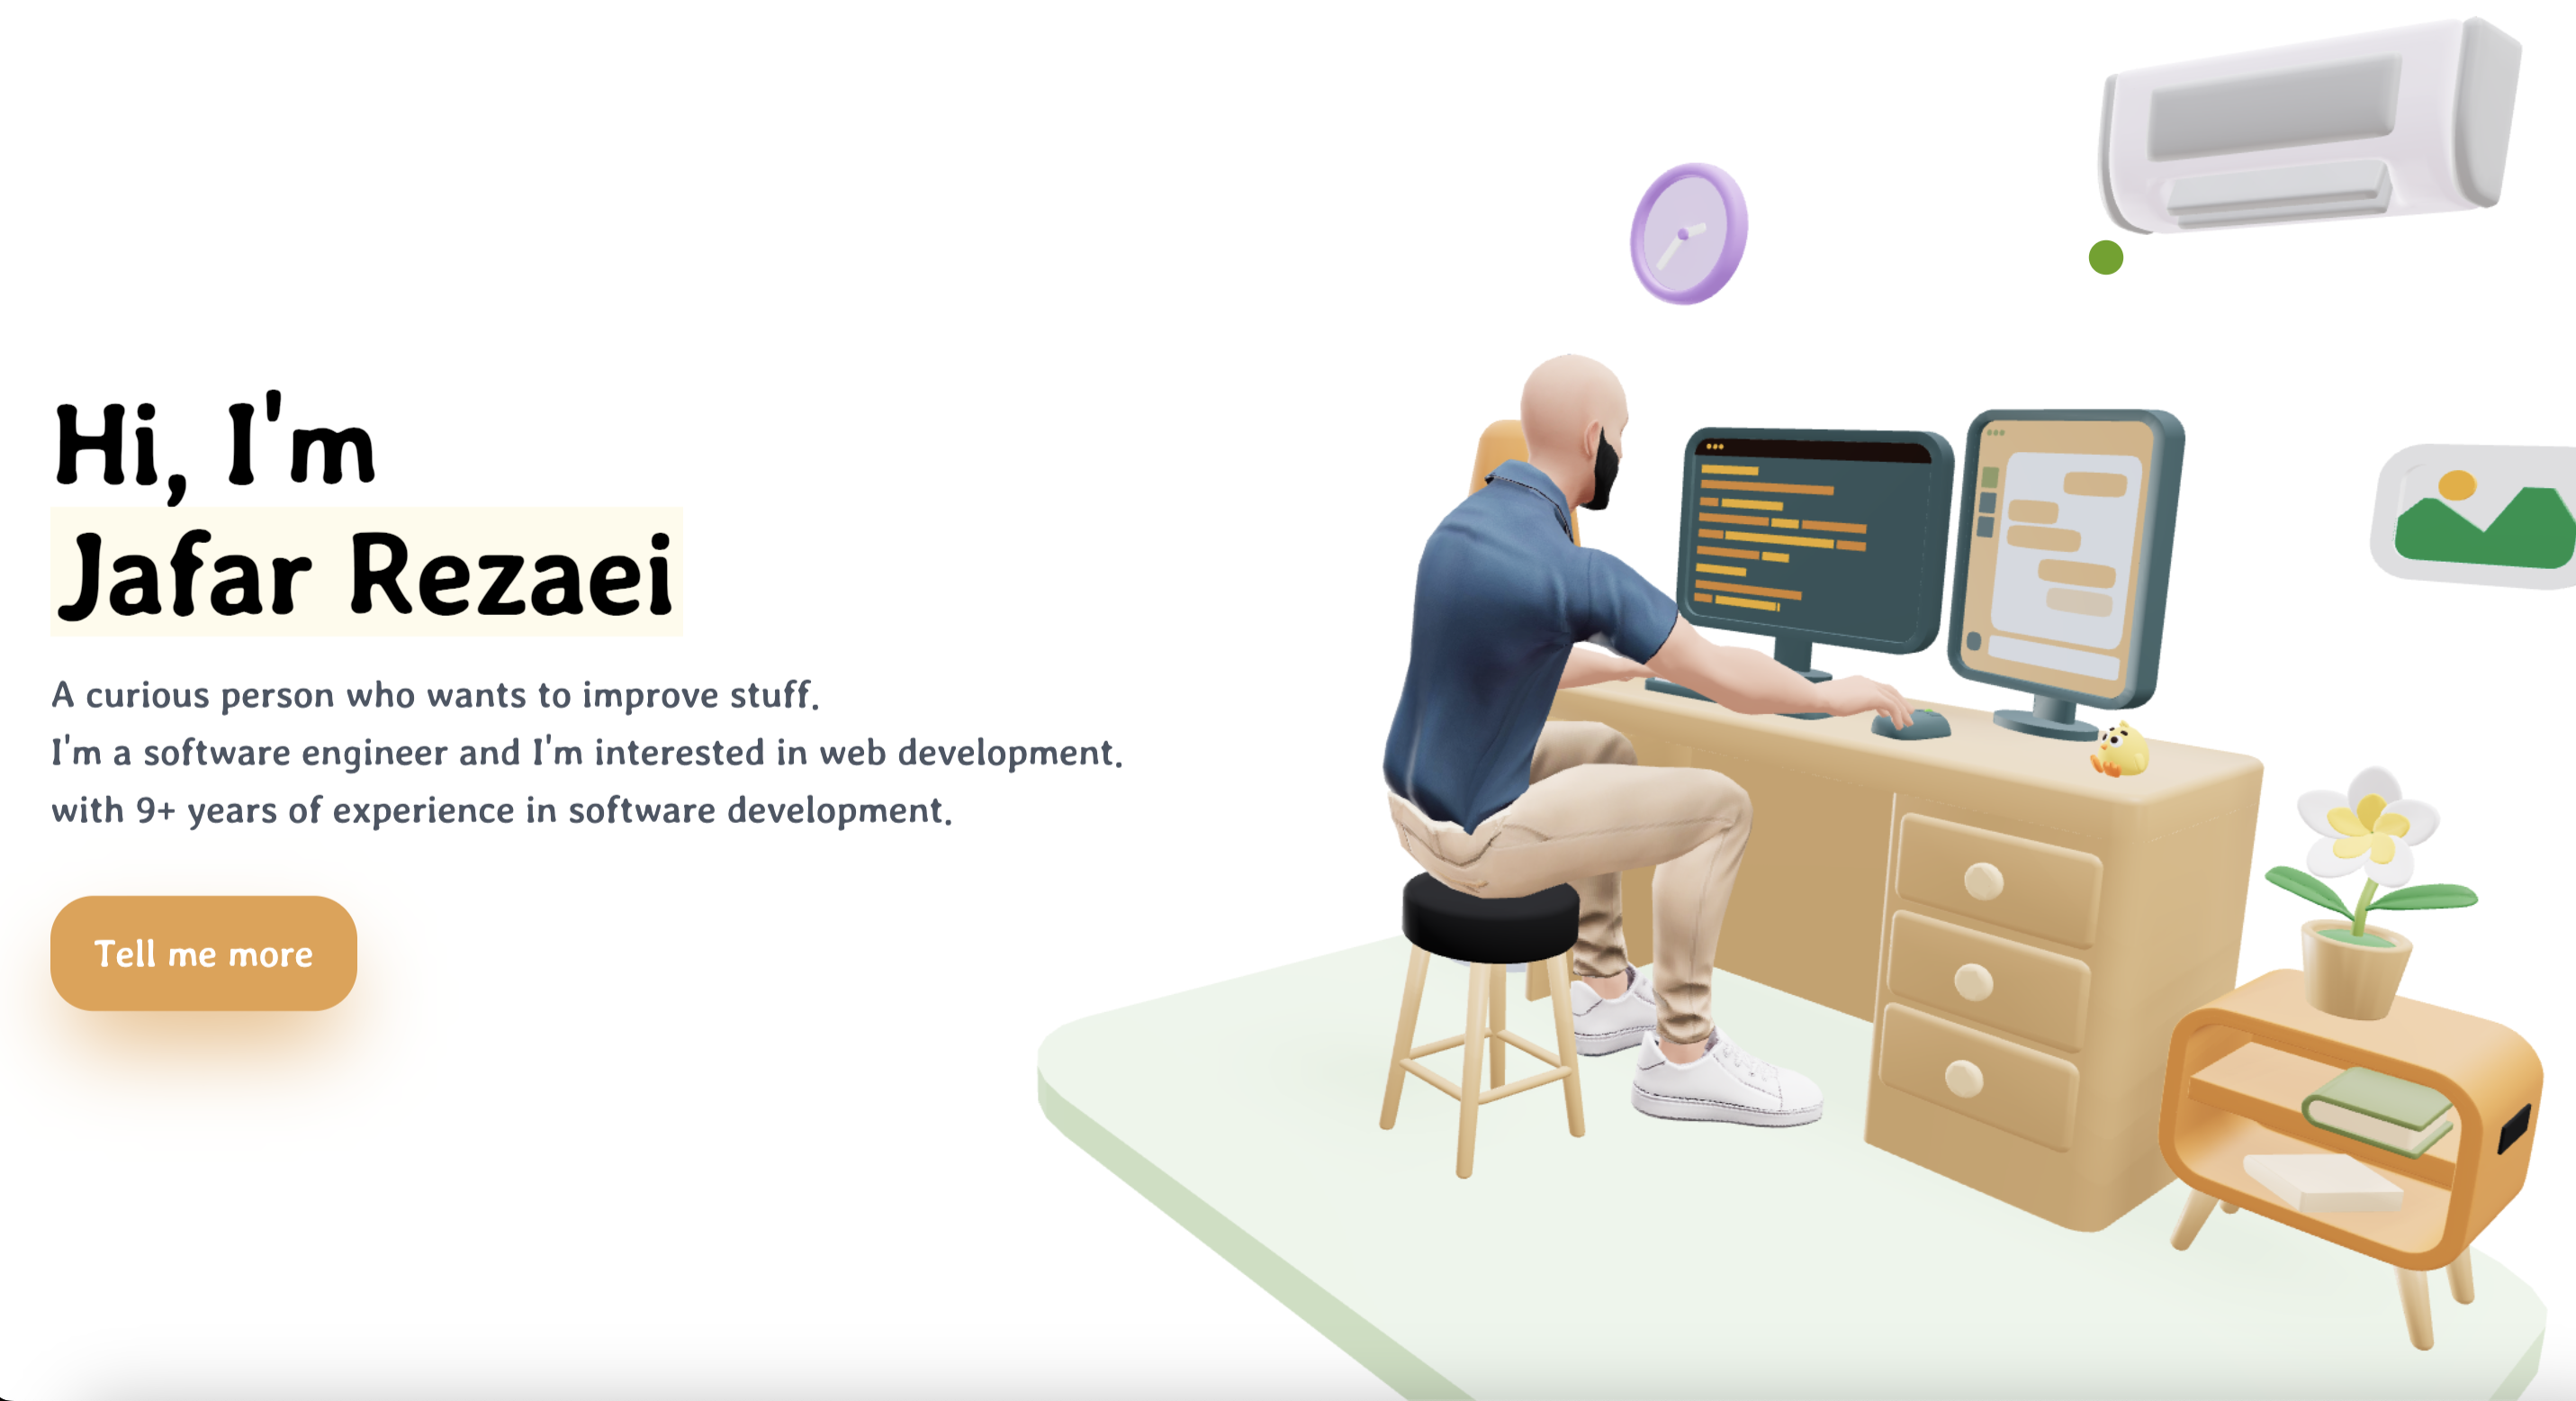 Hi, I'm
Jafar Rezaei
A curious person who wants to improve stuff.
I'm a software engineer and I'm interested in web development.
with 9+ years of experience in software development.
Tell me more